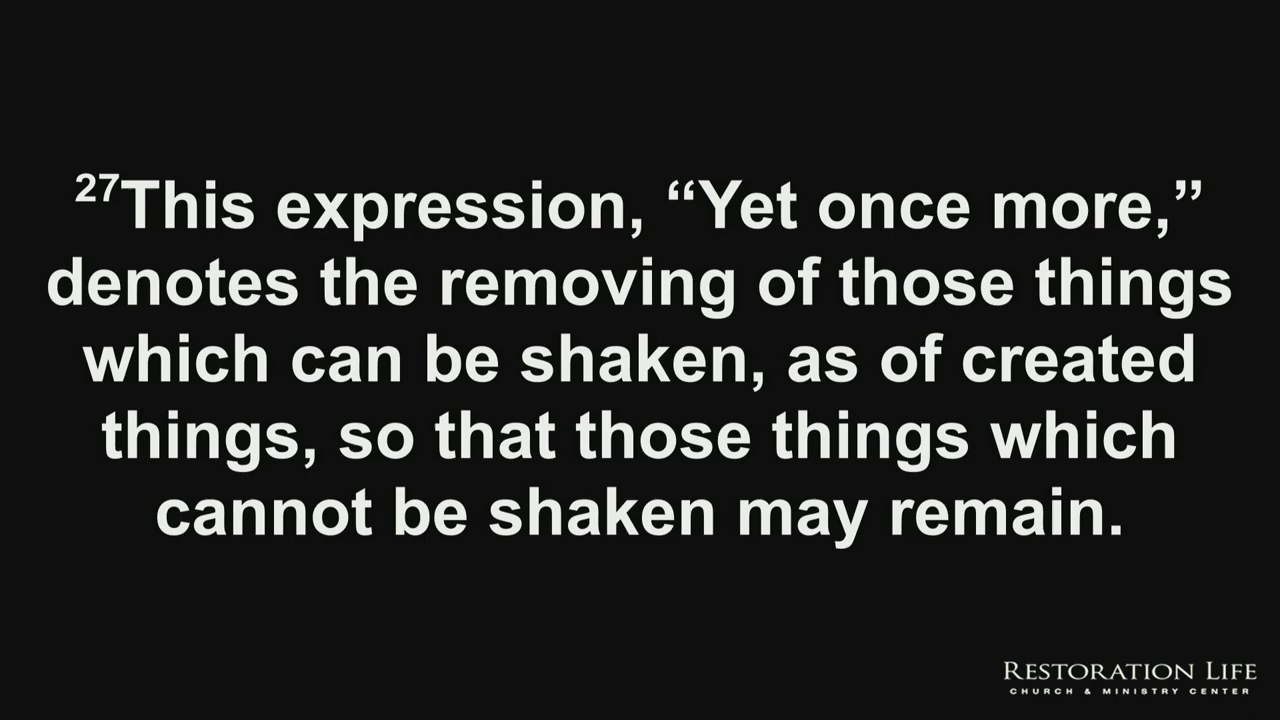 27This expression, “Yet once more,”
denotes the removing of those things
which can be shaken, as of created
things, so that those things which
cannot be shaken may remain.
RESTORATION LIFE
CHURCH & MINISTRY CENTER